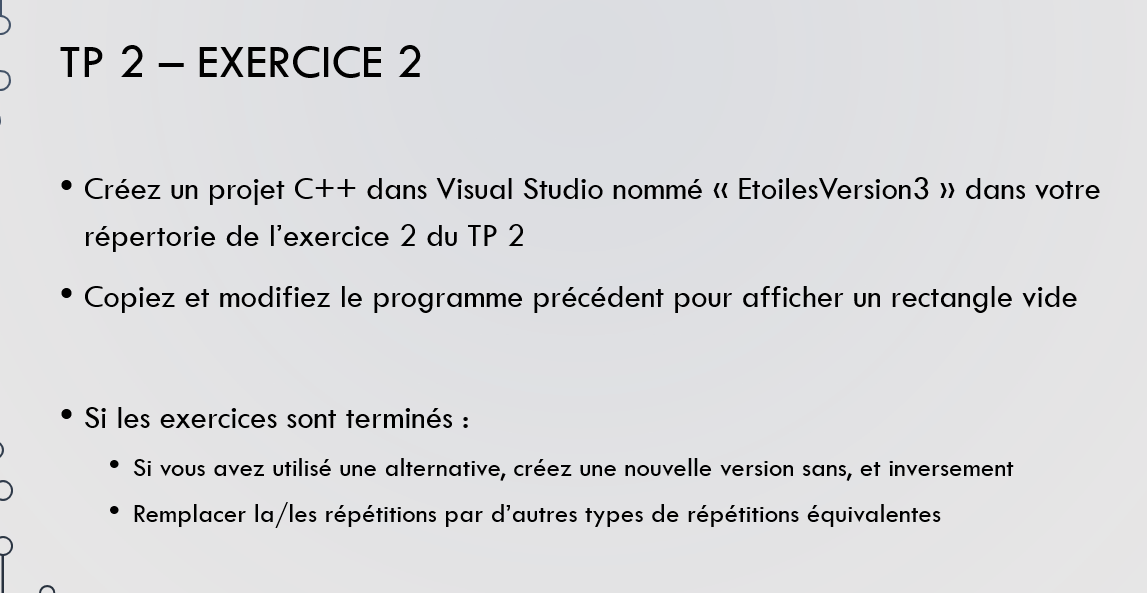 TP 2 – EXERCICE 2
• Créez un projet C++ dans Visual Studio nommé « EtoilesVersion3 » dans votre
répertorie de l’exercice 2 du TP 2
• Copiez et modifiez le programme précédent pour afficher un rectangle vide
• Si les exercices sont terminés :
• Si vous avez utilisé une alternative, créez une nouvelle version sans, et inversement
• Remplacer la/les répétitions par d’autres types de répétitions équivalentes